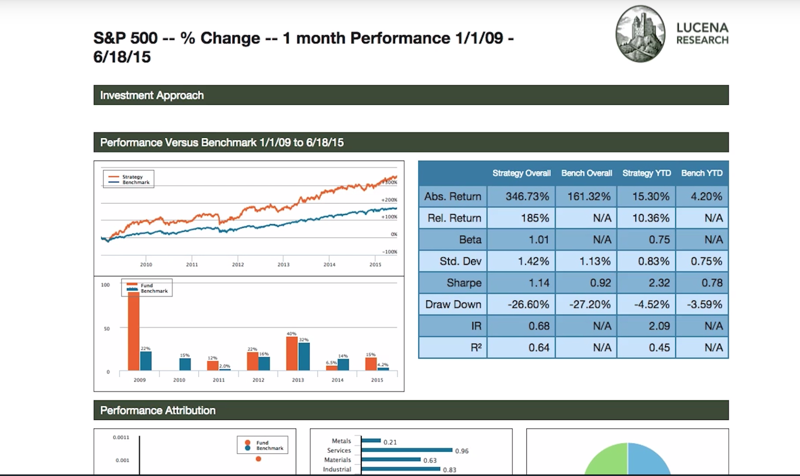 S&P 500 -- % Change -- 1 month Performance 1/1/09 -
6/18/15
LUCENA
RESEARCH
Investment Approach
Performance Versus Benchmark 1/1/09 to 6/18/15
Strategy
Benchmark
+300%
+200%
+100%
0%
-100%
2010 2011 2012 2013 2014 2015
Fund
Benchmark
100
50
0
22% 15% 12% 2.0% 22% 16% 40% 32% 6.5% 14% 15% 4.2%
2009 2010 2011 2012 2013 2014 2015
Strategy Overall Bench Overall Strategy YTD Bench YTD
Abs. Return 346.73% 161.32% 15.30% 4.20%
Rel. Return 185% N/A 10.36% N/A
Beta 1.01 N/A 0.75 N/A
Std. Dev 1.42% 1.13% 0.83% 0.75%
Sharpe 1.14 0.92 2.32 0.78
Draw Down -26.60% -27.20% -4.52% -3.59%
IR 0.68 N/A 2.09 N/A
R² 0.64 N/A 0.45 N/A
Performance Attribution
0.0011
0.001
Fund
Benchmark
Metals 0.21
Services 0.96
Materials 0.63
Industrial 0.83